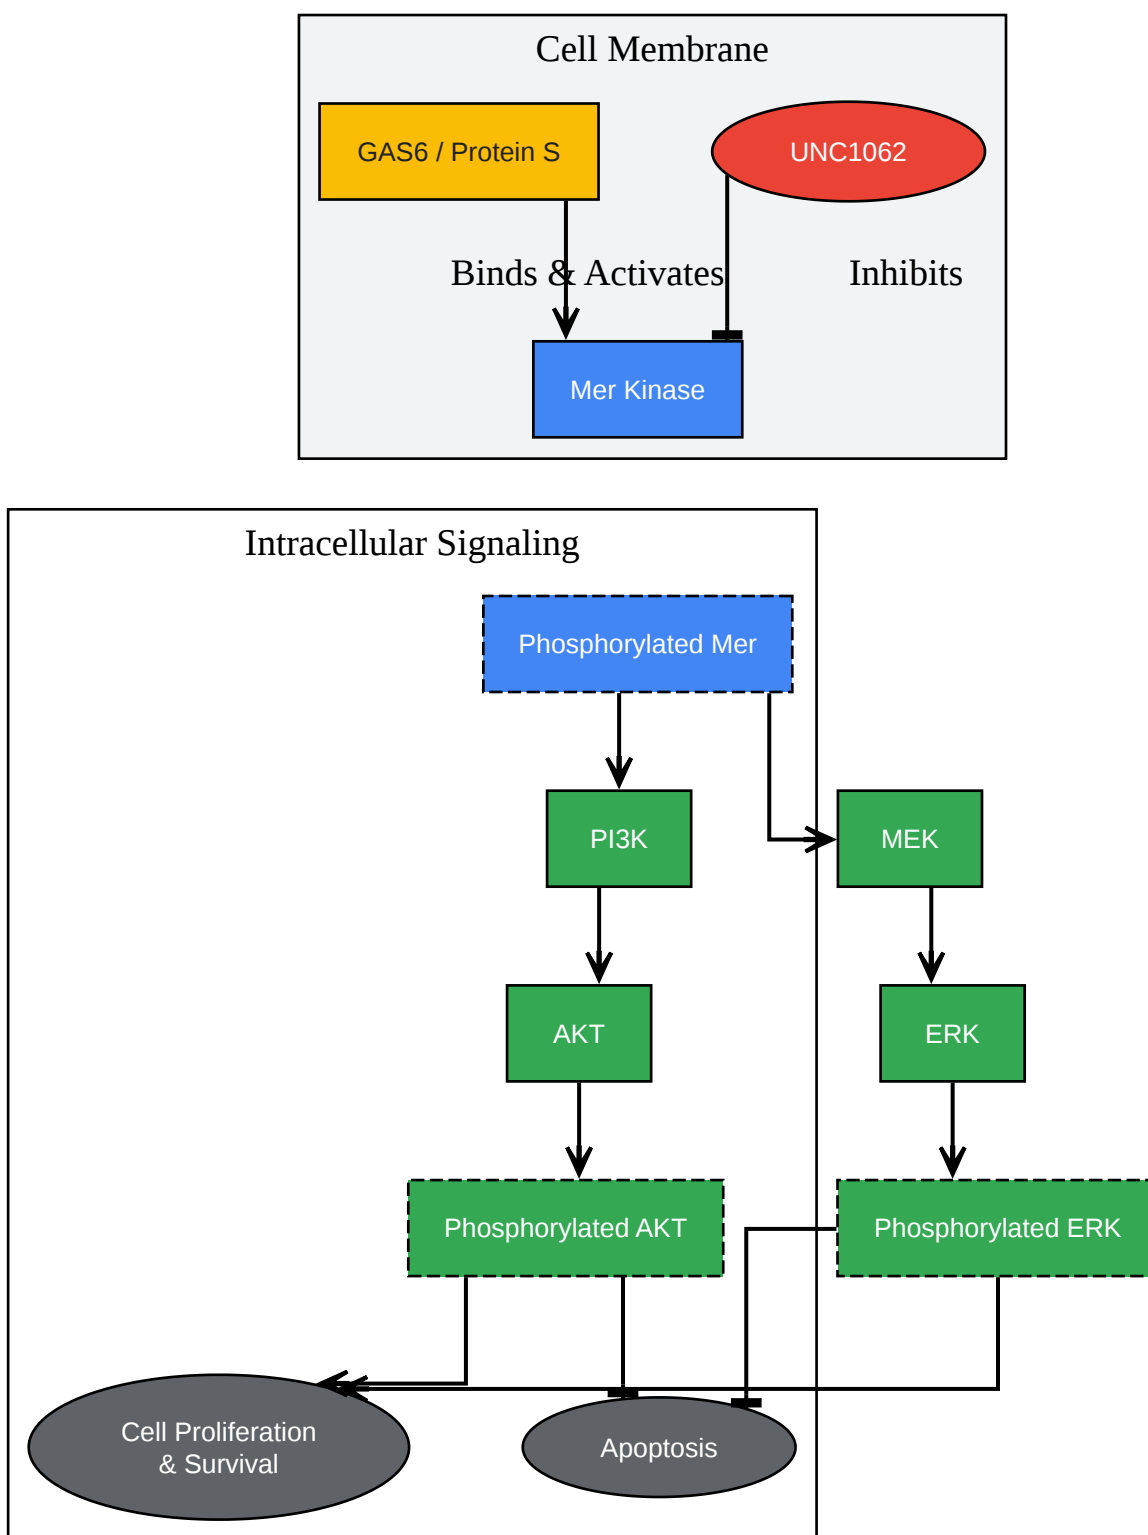 Cell Membrane
GAS6 / Protein S
UNC1062
Binds & Activates
Inhibits
Mer Kinase
Intracellular Signaling
Phosphorylated Mer
PI3K
MEK
AKT
ERK
Phosphorylated AKT
Phosphorylated ERK
Cell Proliferation
& Survival
Apoptosis